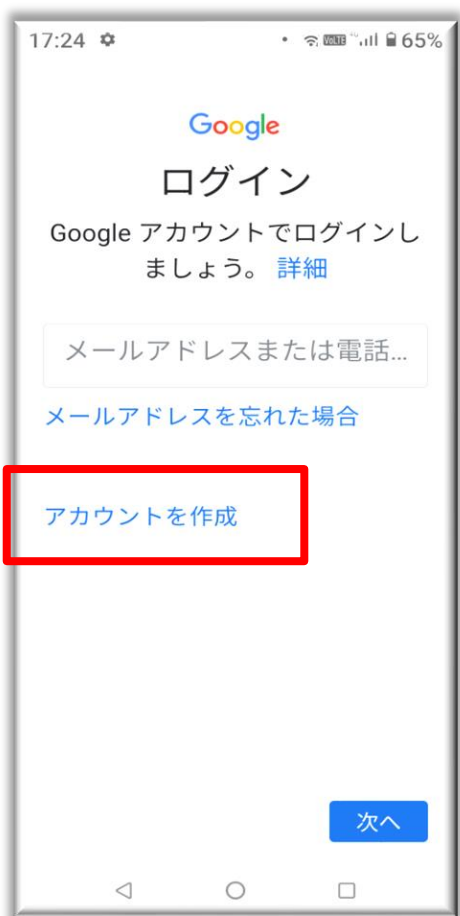 17:24
VoLTE
65%
Google
ログイン
Google アカウントでログインし
ましょう。 詳細
メールアドレスまたは電話...
メールアドレスを忘れた場合
アカウントを作成
次へ